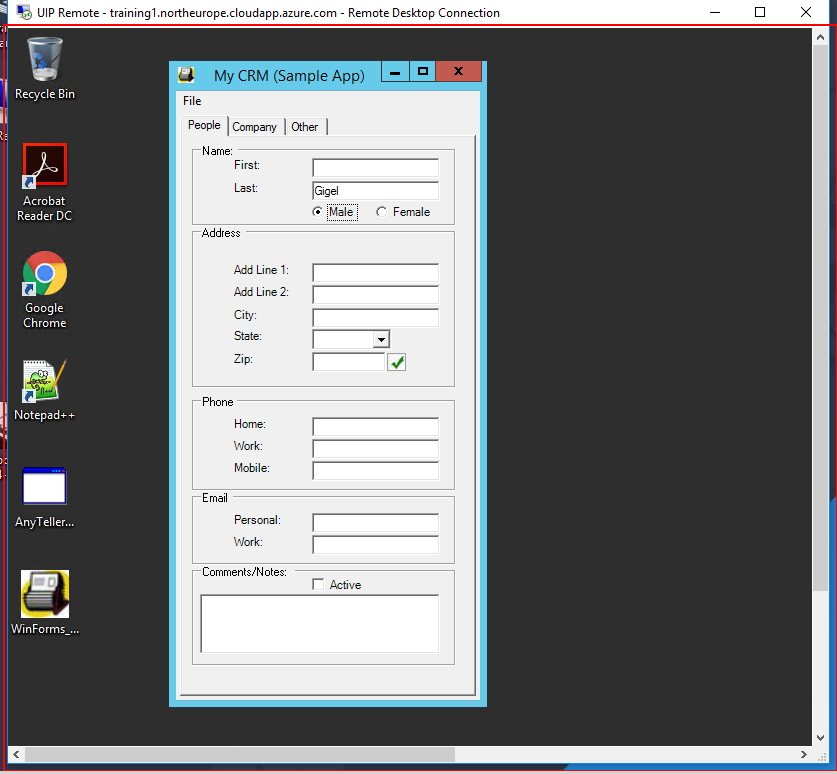 UIP Remote - training1.northeurope.cloudapp.azure.com - Remote Desktop Connection
Recycle Bin
Acrobat
Reader DC
Google
Chrome
Notepad++
AnyTeller...
WinForms_...
My CRM (Sample App)
File
People Company Other
Name:
First:
Last: Gigel
Male Female
Address
Add Line 1:
Add Line 2:
City:
State:
Zip:
Phone
Home:
Work:
Mobile:
Email
Personal:
Work:
Comments/Notes:
Active